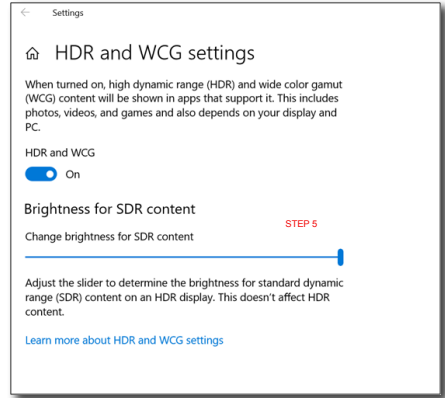 Settings
HDR and WCG settings
When turned on, high dynamic range (HDR) and wide color gamut
(WCG) content will be shown in apps that support it. This includes
photos, videos, and games and also depends on your display and
PC.
HDR and WCG
On
Brightness for SDR content
STEP 5
Change brightness for SDR content
Adjust the slider to determine the brightness for standard dynamic
range (SDR) content on an HDR display. This doesn't affect HDR
content.
Learn more about HDR and WCG settings